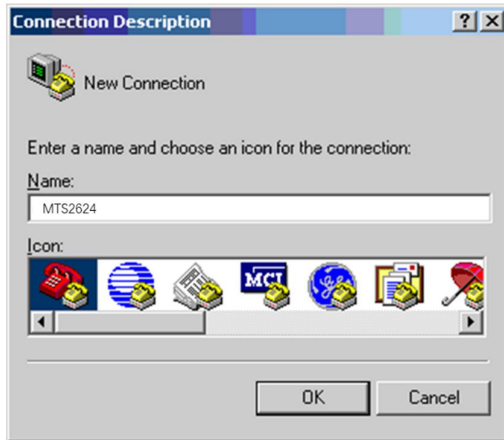 Connection Description
New Connection
Enter a name and choose an icon for the connection:
Name:
MTS2624
Icon:
MCI
OK Cancel